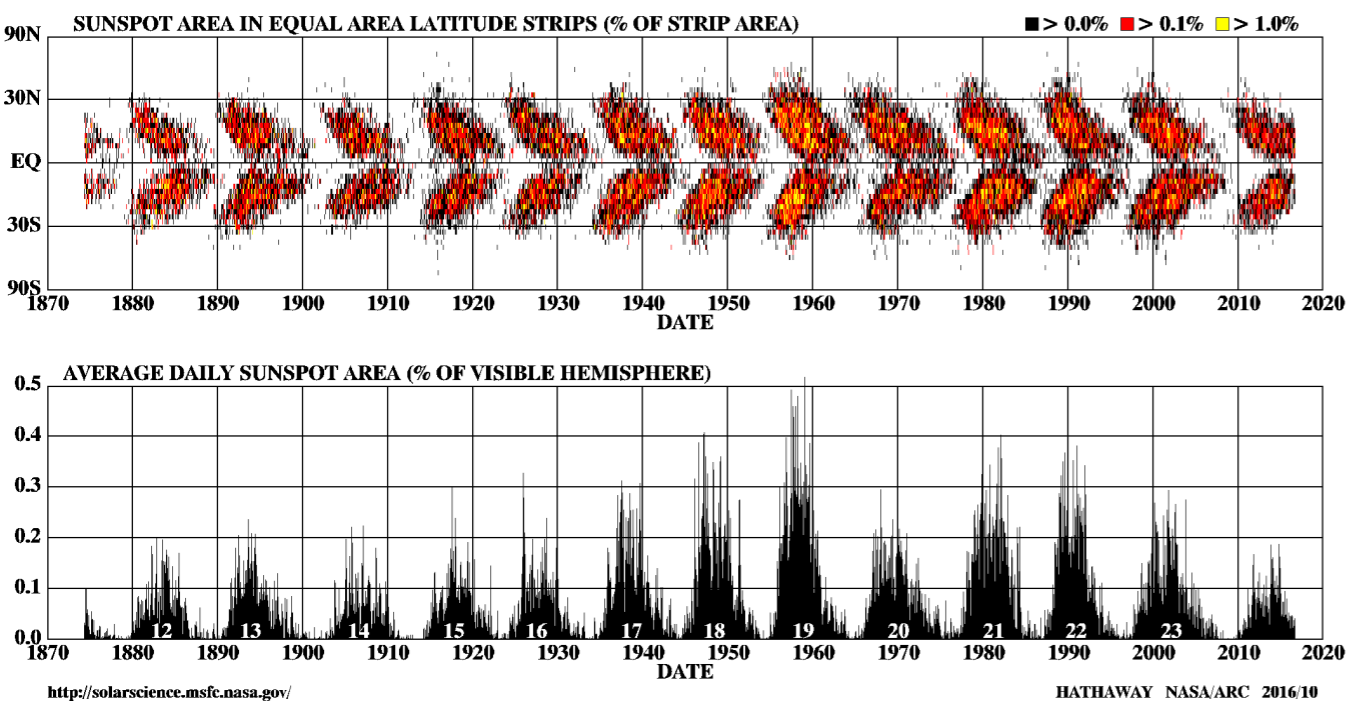 SUNSPOT AREA IN EQUAL AREA LATITUDE STRIPS (% OF STRIP AREA) > 0.0% > 0.1% > 1.0%
90N
30N
EQ
30S
90S
1870 1880 1890 1900 1910 1920 1930 1940 1950 1960 1970 1980 1990 2000 2010 2020
DATE
AVERAGE DAILY SUNSPOT AREA (% OF VISIBLE HEMISPHERE)
0.5
0.4
0.3
0.2
0.1
0.0
12 13 14 15 16 17 18 19 20 21 22 23
1870 1880 1890 1900 1910 1920 1930 1940 1950 1960 1970 1980 1990 2000 2010 2020
DATE
http://solarscience.msfc.nasa.gov/ HATHAWAY NASA/ARC 2016/10